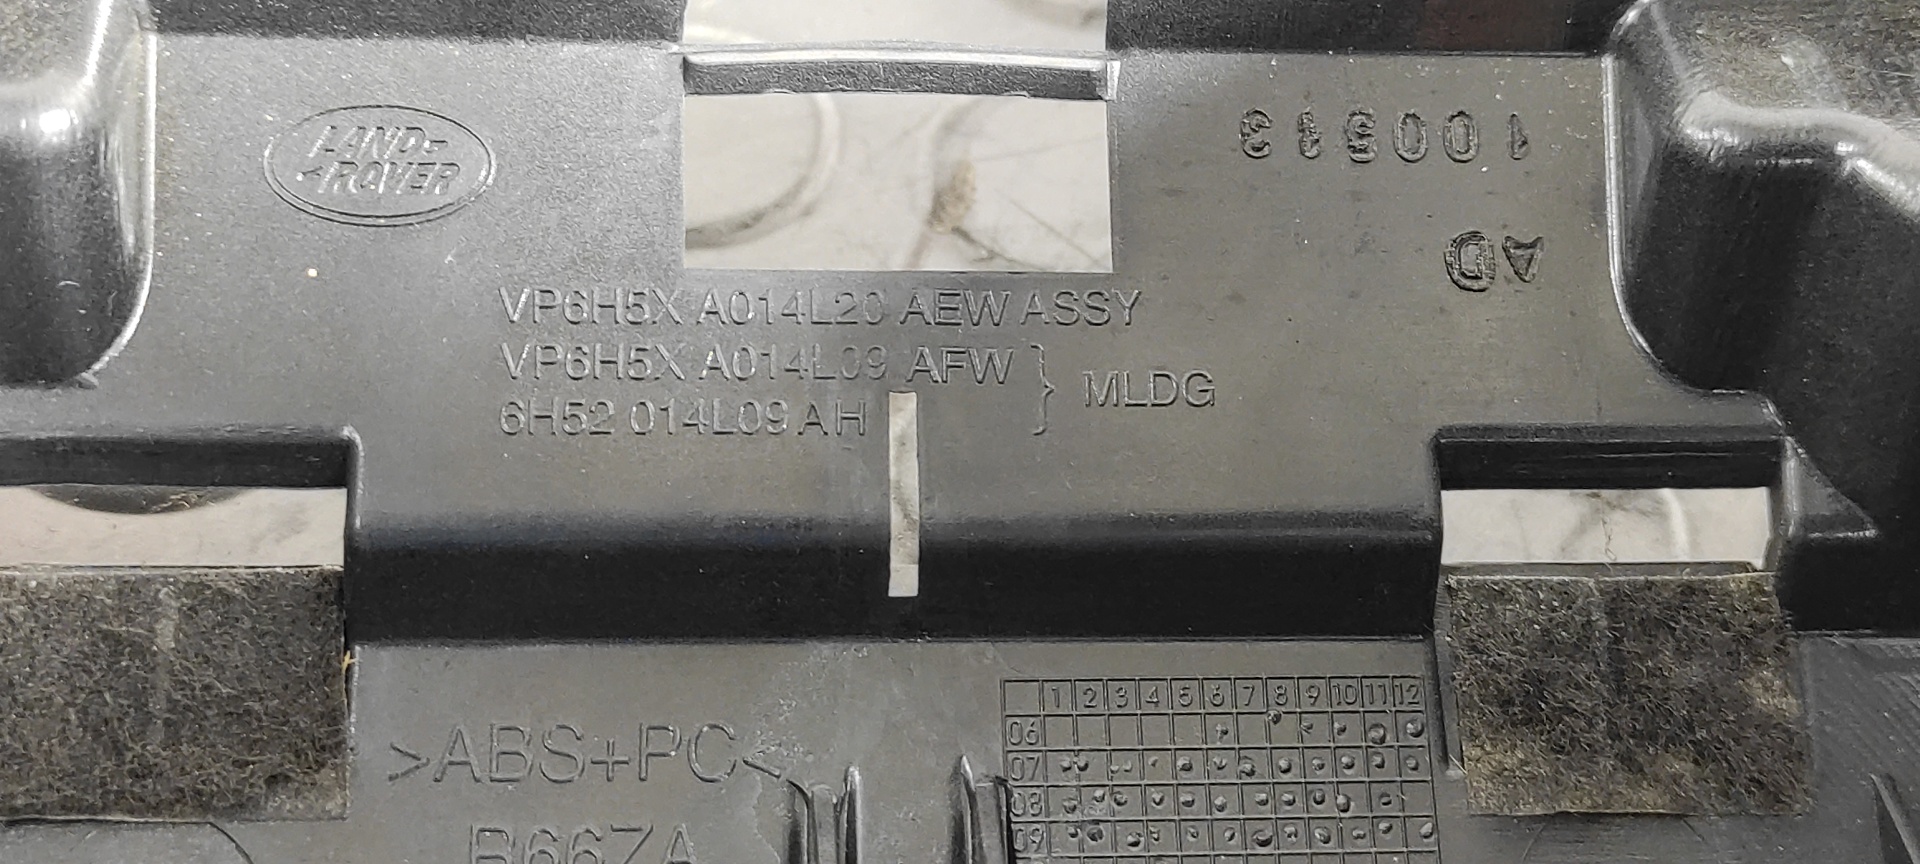 LAND-
ROVER
100513
AD
VP6H5X A014L20 AEW ASSY
VP6H5X A014L09 AFW
6H52 014L09 AH
} MLDG
>ABS+PC<
1 2 3 4 5 6 7 8 9 10 11 12
06
07
08
09